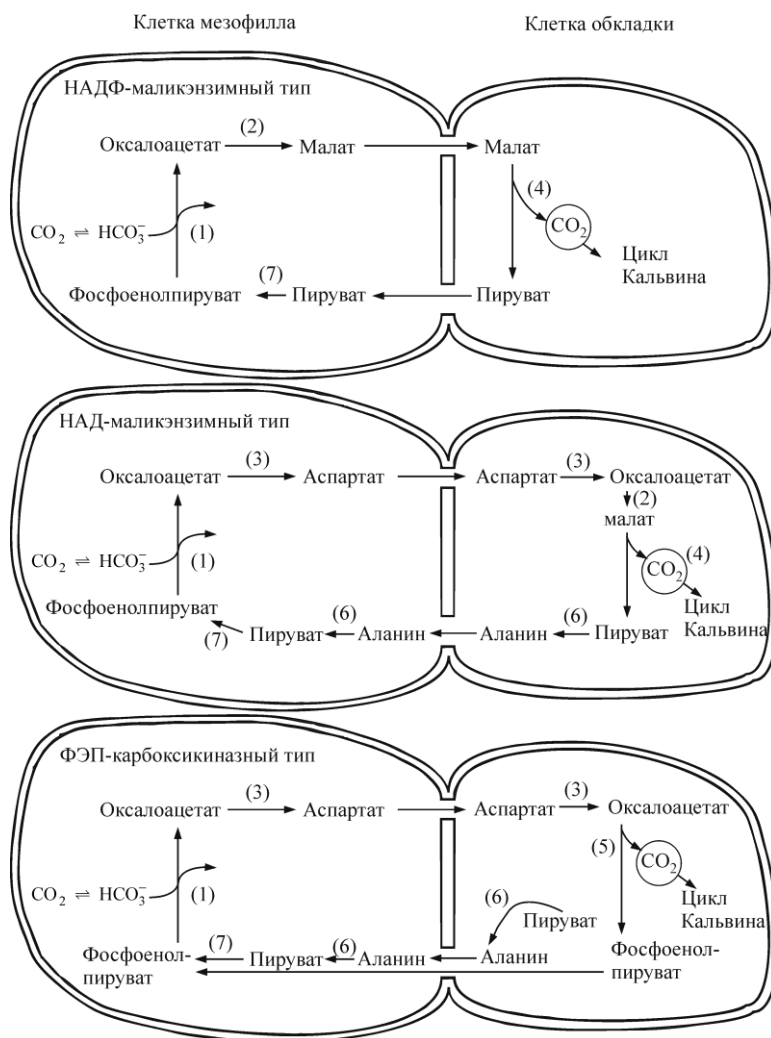 Клетка мезофилла
Клетка обкладки
НАДФ-маликэнзимный тип
Оксалоацетат
(2)
Малат
Малат
(4)
CO₂
CO₂ ⇌ HCO₃⁻
(1)
Цикл
Кальвина
Фосфоенолпируват
(7)
Пируват
Пируват
НАД-маликэнзимный тип
Оксалоацетат
(3)
Аспартат
Аспартат
(3)
Оксалоацетат
(2)
малат
CO₂ ⇌ HCO₃⁻
(1)
CO₂
(4)
Цикл
Кальвина
Фосфоенолпируват
(7)
Пируват
(6)
Аланин
Аланин
(6)
Пируват
ФЭП-карбоксикиназный тип
Оксалоацетат
(3)
Аспартат
Аспартат
(3)
Оксалоацетат
(5)
CO₂
CO₂ ⇌ HCO₃⁻
(1)
Цикл
Кальвина
(6)
Пируват
Фосфоенол-
пируват
(7)
Пируват
(6)
Аланин
Аланин
Фосфоенол-
пируват